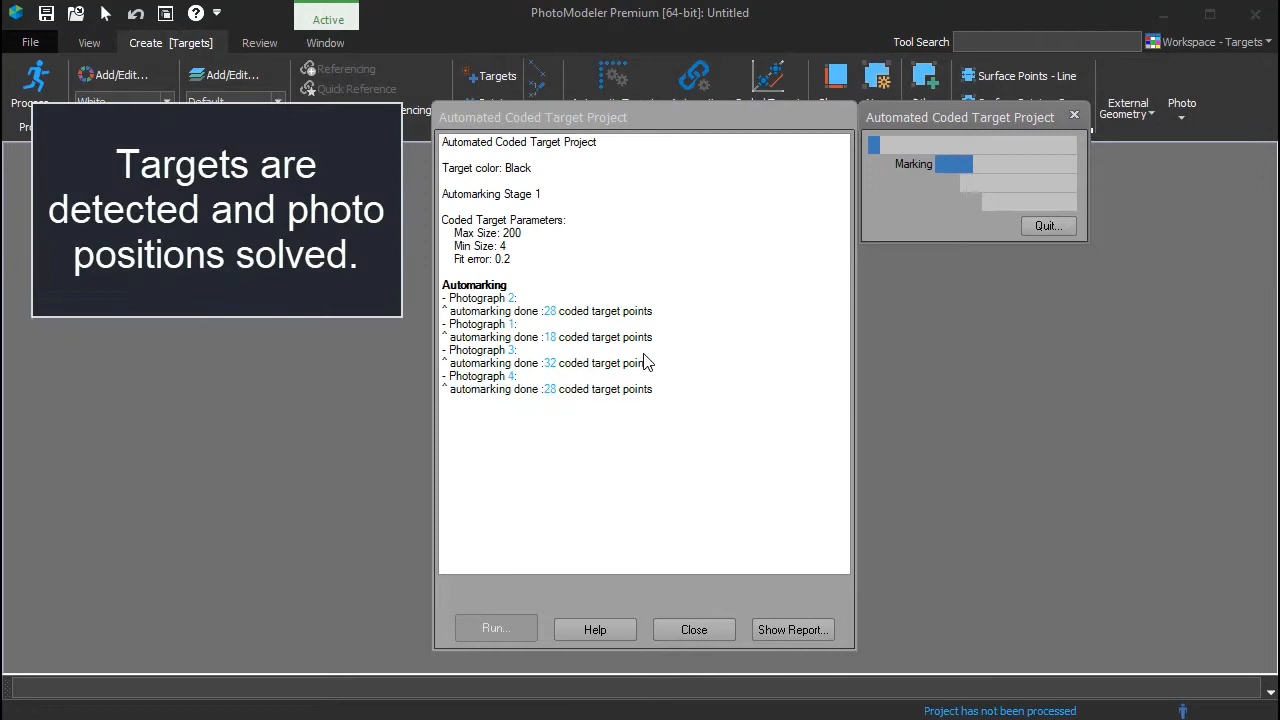 Active
PhotoModeler Premium [64-bit]: Untitled
File
View
Create [Targets]
Review
Window
Tool Search
Workspace - Targets
Add/Edit...
Add/Edit...
Referencing
Quick Reference
Targets
Surface Points - Line
White
Default
External
Geometry
Photo
Targets are
detected and photo
positions solved.
Automated Coded Target Project
Automated Coded Target Project
Target color: Black
Automarking Stage 1
Coded Target Parameters:
Max Size: 200
Min Size: 4
Fit error: 0.2
Automarking
- Photograph 2:
^ automarking done :28 coded target points
- Photograph 1:
^ automarking done :18 coded target points
- Photograph 3:
^ automarking done :32 coded target points
- Photograph 4:
^ automarking done :28 coded target points
Run...
Help
Close
Show Report...
Automated Coded Target Project
Marking
Quit...
Project has not been processed